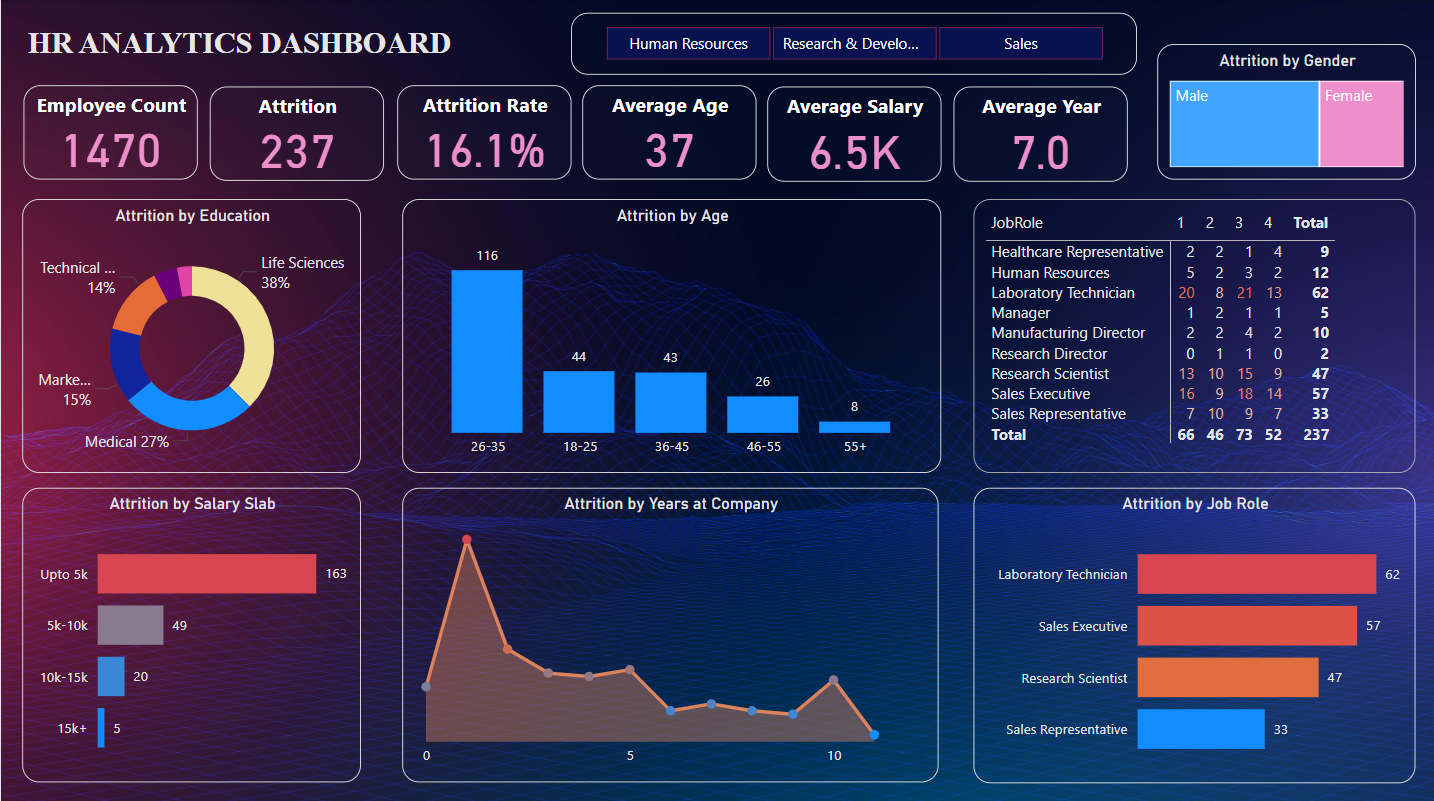 HR ANALYTICS DASHBOARD
Human Resources
Research & Develo...
Sales
Employee Count
1470
Attrition
237
Attrition Rate
16.1%
Average Age
37
Average Salary
6.5K
Average Year
7.0
Attrition by Gender
Male
Female
Attrition by Education
Life Sciences
38%
Technical ...
14%
Marke...
15%
Medical 27%
Attrition by Age
116
44
43
26
8
26-35
18-25
36-45
46-55
55+
JobRole 1 2 3 4 Total
Healthcare Representative 2 2 1 4 9
Human Resources 5 2 3 2 12
Laboratory Technician 20 8 21 13 62
Manager 1 2 1 1 5
Manufacturing Director 2 2 4 2 10
Research Director 0 1 1 0 2
Research Scientist 13 10 15 9 47
Sales Executive 16 9 18 14 57
Sales Representative 7 10 9 7 33
Total 66 46 73 52 237
Attrition by Salary Slab
Upto 5k 163
5k-10k 49
10k-15k 20
15k+ 5
Attrition by Years at Company
0 5 10
Attrition by Job Role
Laboratory Technician 62
Sales Executive 57
Research Scientist 47
Sales Representative 33